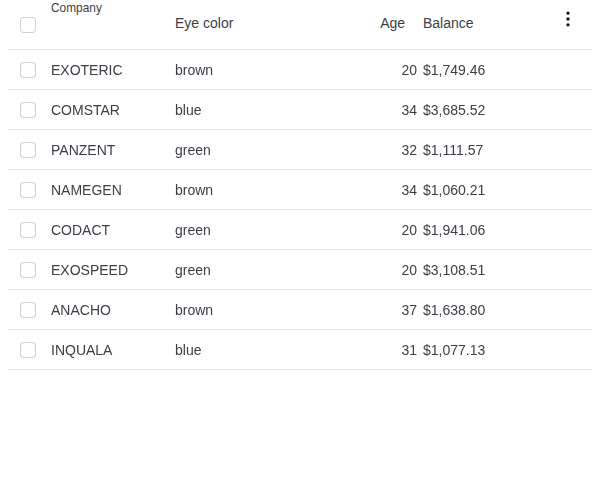 Company Eye color Age Balance
EXOTERIC brown 20 $1,749.46
COMSTAR blue 34 $3,685.52
PANZENT green 32 $1,111.57
NAMEGEN brown 34 $1,060.21
CODACT green 20 $1,941.06
EXOSPEED green 20 $3,108.51
ANACHO brown 37 $1,638.80
INQUALA blue 31 $1,077.13